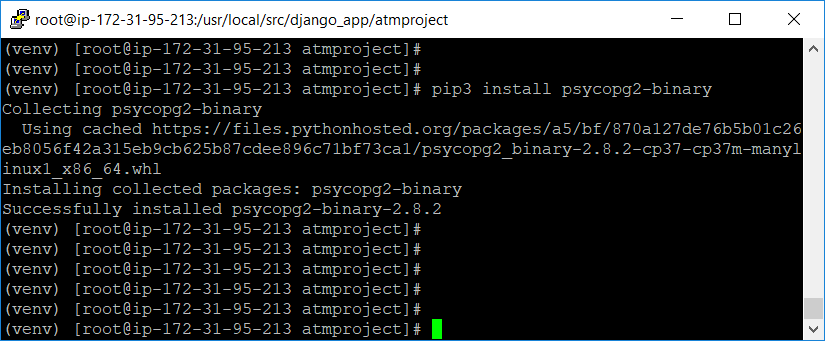 root@ip-172-31-95-213:/usr/local/src/django_app/atmproject
(venv) [root@ip-172-31-95-213 atmproject]#
(venv) [root@ip-172-31-95-213 atmproject]#
(venv) [root@ip-172-31-95-213 atmproject]# pip3 install psycopg2-binary
Collecting psycopg2-binary
  Using cached https://files.pythonhosted.org/packages/a5/bf/870a127de76b5b01c26
eb8056f42a315eb9cb625b87cdee896c71bf73ca1/psycopg2_binary-2.8.2-cp37-cp37m-manyl
inux1_x86_64.whl
Installing collected packages: psycopg2-binary
Successfully installed psycopg2-binary-2.8.2
(venv) [root@ip-172-31-95-213 atmproject]#
(venv) [root@ip-172-31-95-213 atmproject]#
(venv) [root@ip-172-31-95-213 atmproject]#
(venv) [root@ip-172-31-95-213 atmproject]#
(venv) [root@ip-172-31-95-213 atmproject]#
(venv) [root@ip-172-31-95-213 atmproject]#